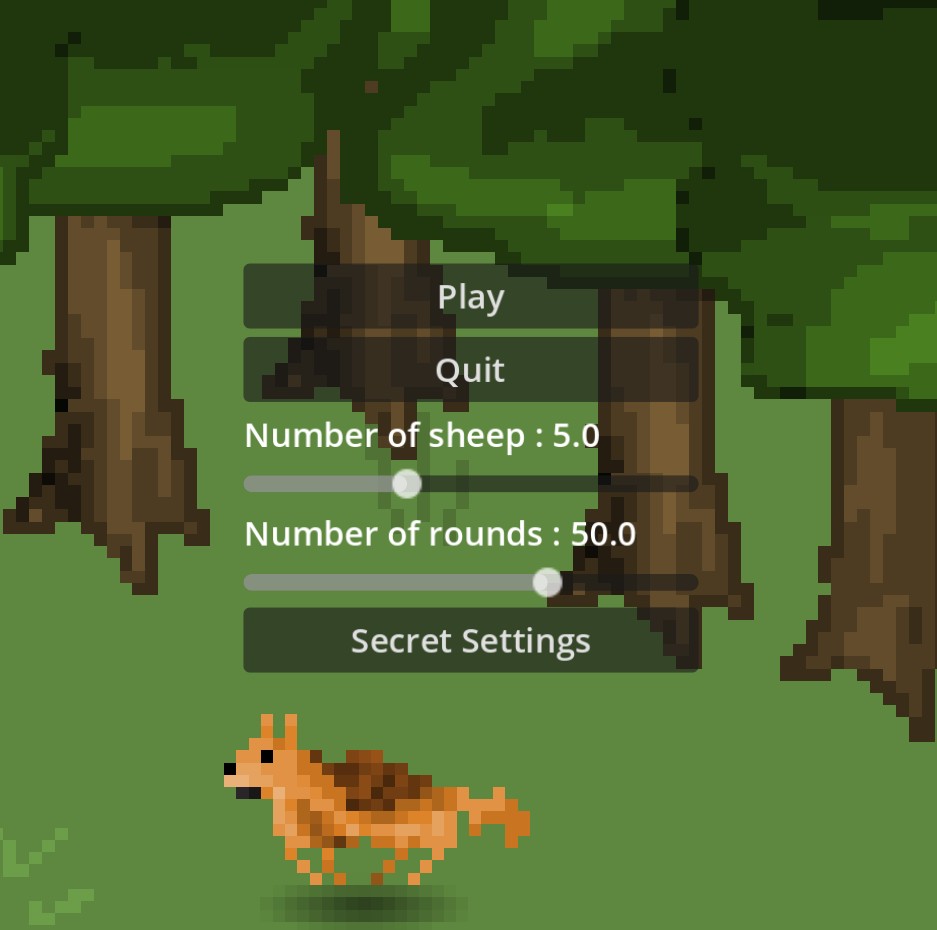 Play
Quit
Number of sheep : 5.0
Number of rounds : 50.0
Secret Settings